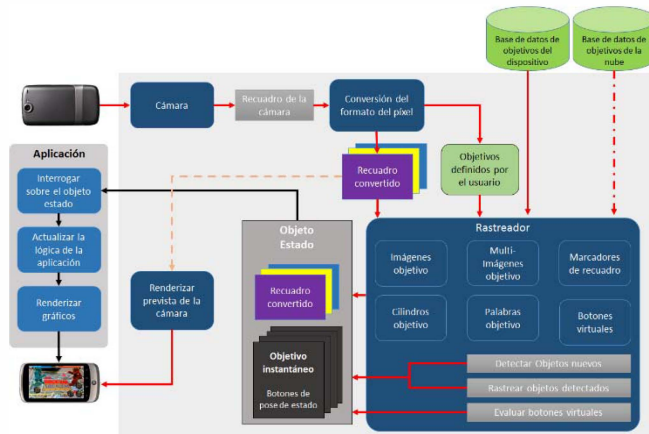 Base de datos de
objetivos del
dispositivo
Base de datos de
objetivos de la
nube
Cámara
Recuadro de la
cámara
Conversión del
formato del píxel
Aplicación
Interrogar
sobre el objeto
estado
Actualizar la
lógica de la
aplicación
Renderizar
gráficos
Recuadro
convertido
Objetivos
definidos por
el usuario
Renderizar
prevista de la
cámara
Objeto
Estado
Recuadro
convertido
Objetivo
instantáneo
Botones de
pose de estado
Rastreador
Imágenes
objetivo
Multi-
Imágenes
objetivo
Marcadores
de recuadro
Cilindros
objetivo
Palabras
objetivo
Botones
virtuales
Detectar Objetos nuevos
Rastrear objetos detectados
Evaluar botones virtuales